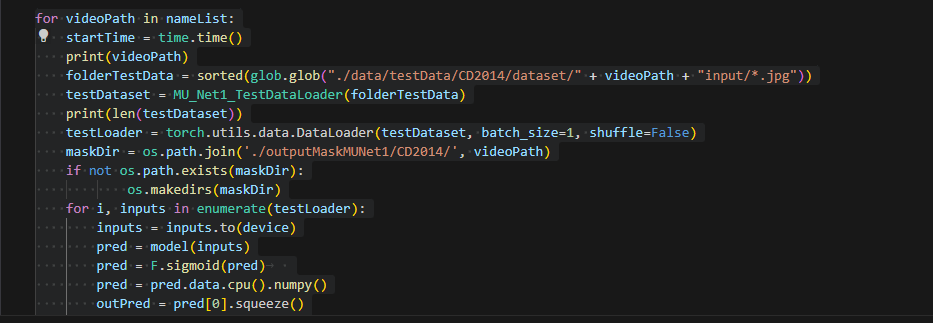 for videoPath in nameList:
    startTime = time.time()
    print(videoPath)
    folderTestData = sorted(glob.glob("./data/testData/CD2014/dataset/" + videoPath + "input/*.jpg"))
    testDataset = MU_Net1_TestDataLoader(folderTestData)
    print(len(testDataset))
    testLoader = torch.utils.data.DataLoader(testDataset, batch_size=1, shuffle=False)
    maskDir = os.path.join('./outputMaskMUNet1/CD2014/', videoPath)
    if not os.path.exists(maskDir):
            os.makedirs(maskDir)
    for i, inputs in enumerate(testLoader):
        inputs = inputs.to(device)
        pred = model(inputs)
        pred = F.sigmoid(pred)
        pred = pred.data.cpu().numpy()
        outPred = pred[0].squeeze()